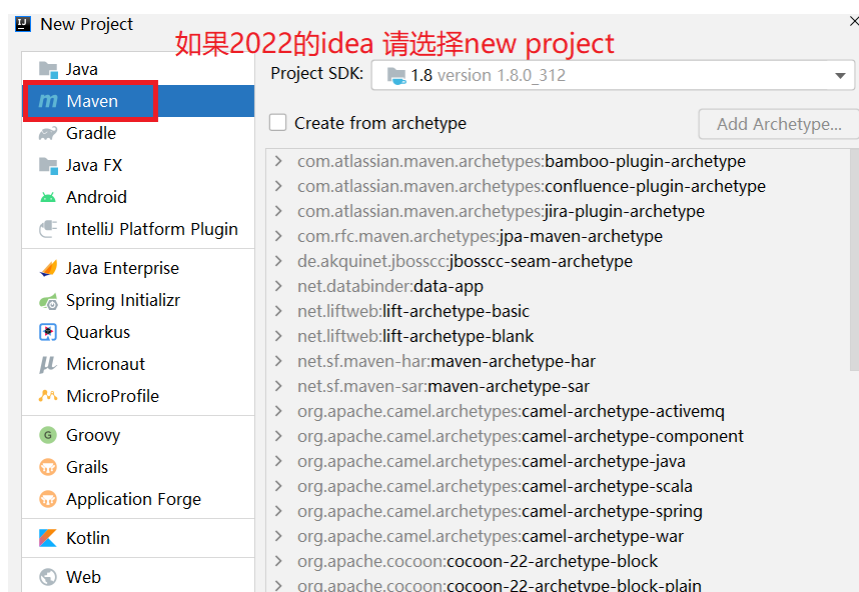 New Project
如果2022的idea 请选择new project
Java
Maven
Gradle
Java FX
Android
IntelliJ Platform Plugin
Java Enterprise
Spring Initializr
Quarkus
Micronaut
MicroProfile
Groovy
Grails
Application Forge
Kotlin
Web
Project SDK: 1.8 version 1.8.0_312
Create from archetype
Add Archetype...
com.atlassian.maven.archetypes:bamboo-plugin-archetype
com.atlassian.maven.archetypes:confluence-plugin-archetype
com.atlassian.maven.archetypes:jira-plugin-archetype
com.rfc.maven.archetypes:jpa-maven-archetype
de.akquinet.jbosscc:jbosscc-seam-archetype
net.databinder:data-app
net.liftweb:lift-archetype-basic
net.liftweb:lift-archetype-blank
net.sf.maven-har:maven-archetype-har
net.sf.maven-sar:maven-archetype-sar
org.apache.camel.archetypes:camel-archetype-activemq
org.apache.camel.archetypes:camel-archetype-component
org.apache.camel.archetypes:camel-archetype-java
org.apache.camel.archetypes:camel-archetype-scala
org.apache.camel.archetypes:camel-archetype-spring
org.apache.camel.archetypes:camel-archetype-war
org.apache.cocoon:cocoon-22-archetype-block
org.apache.cocoon:cocoon-22-archetype-block-plain